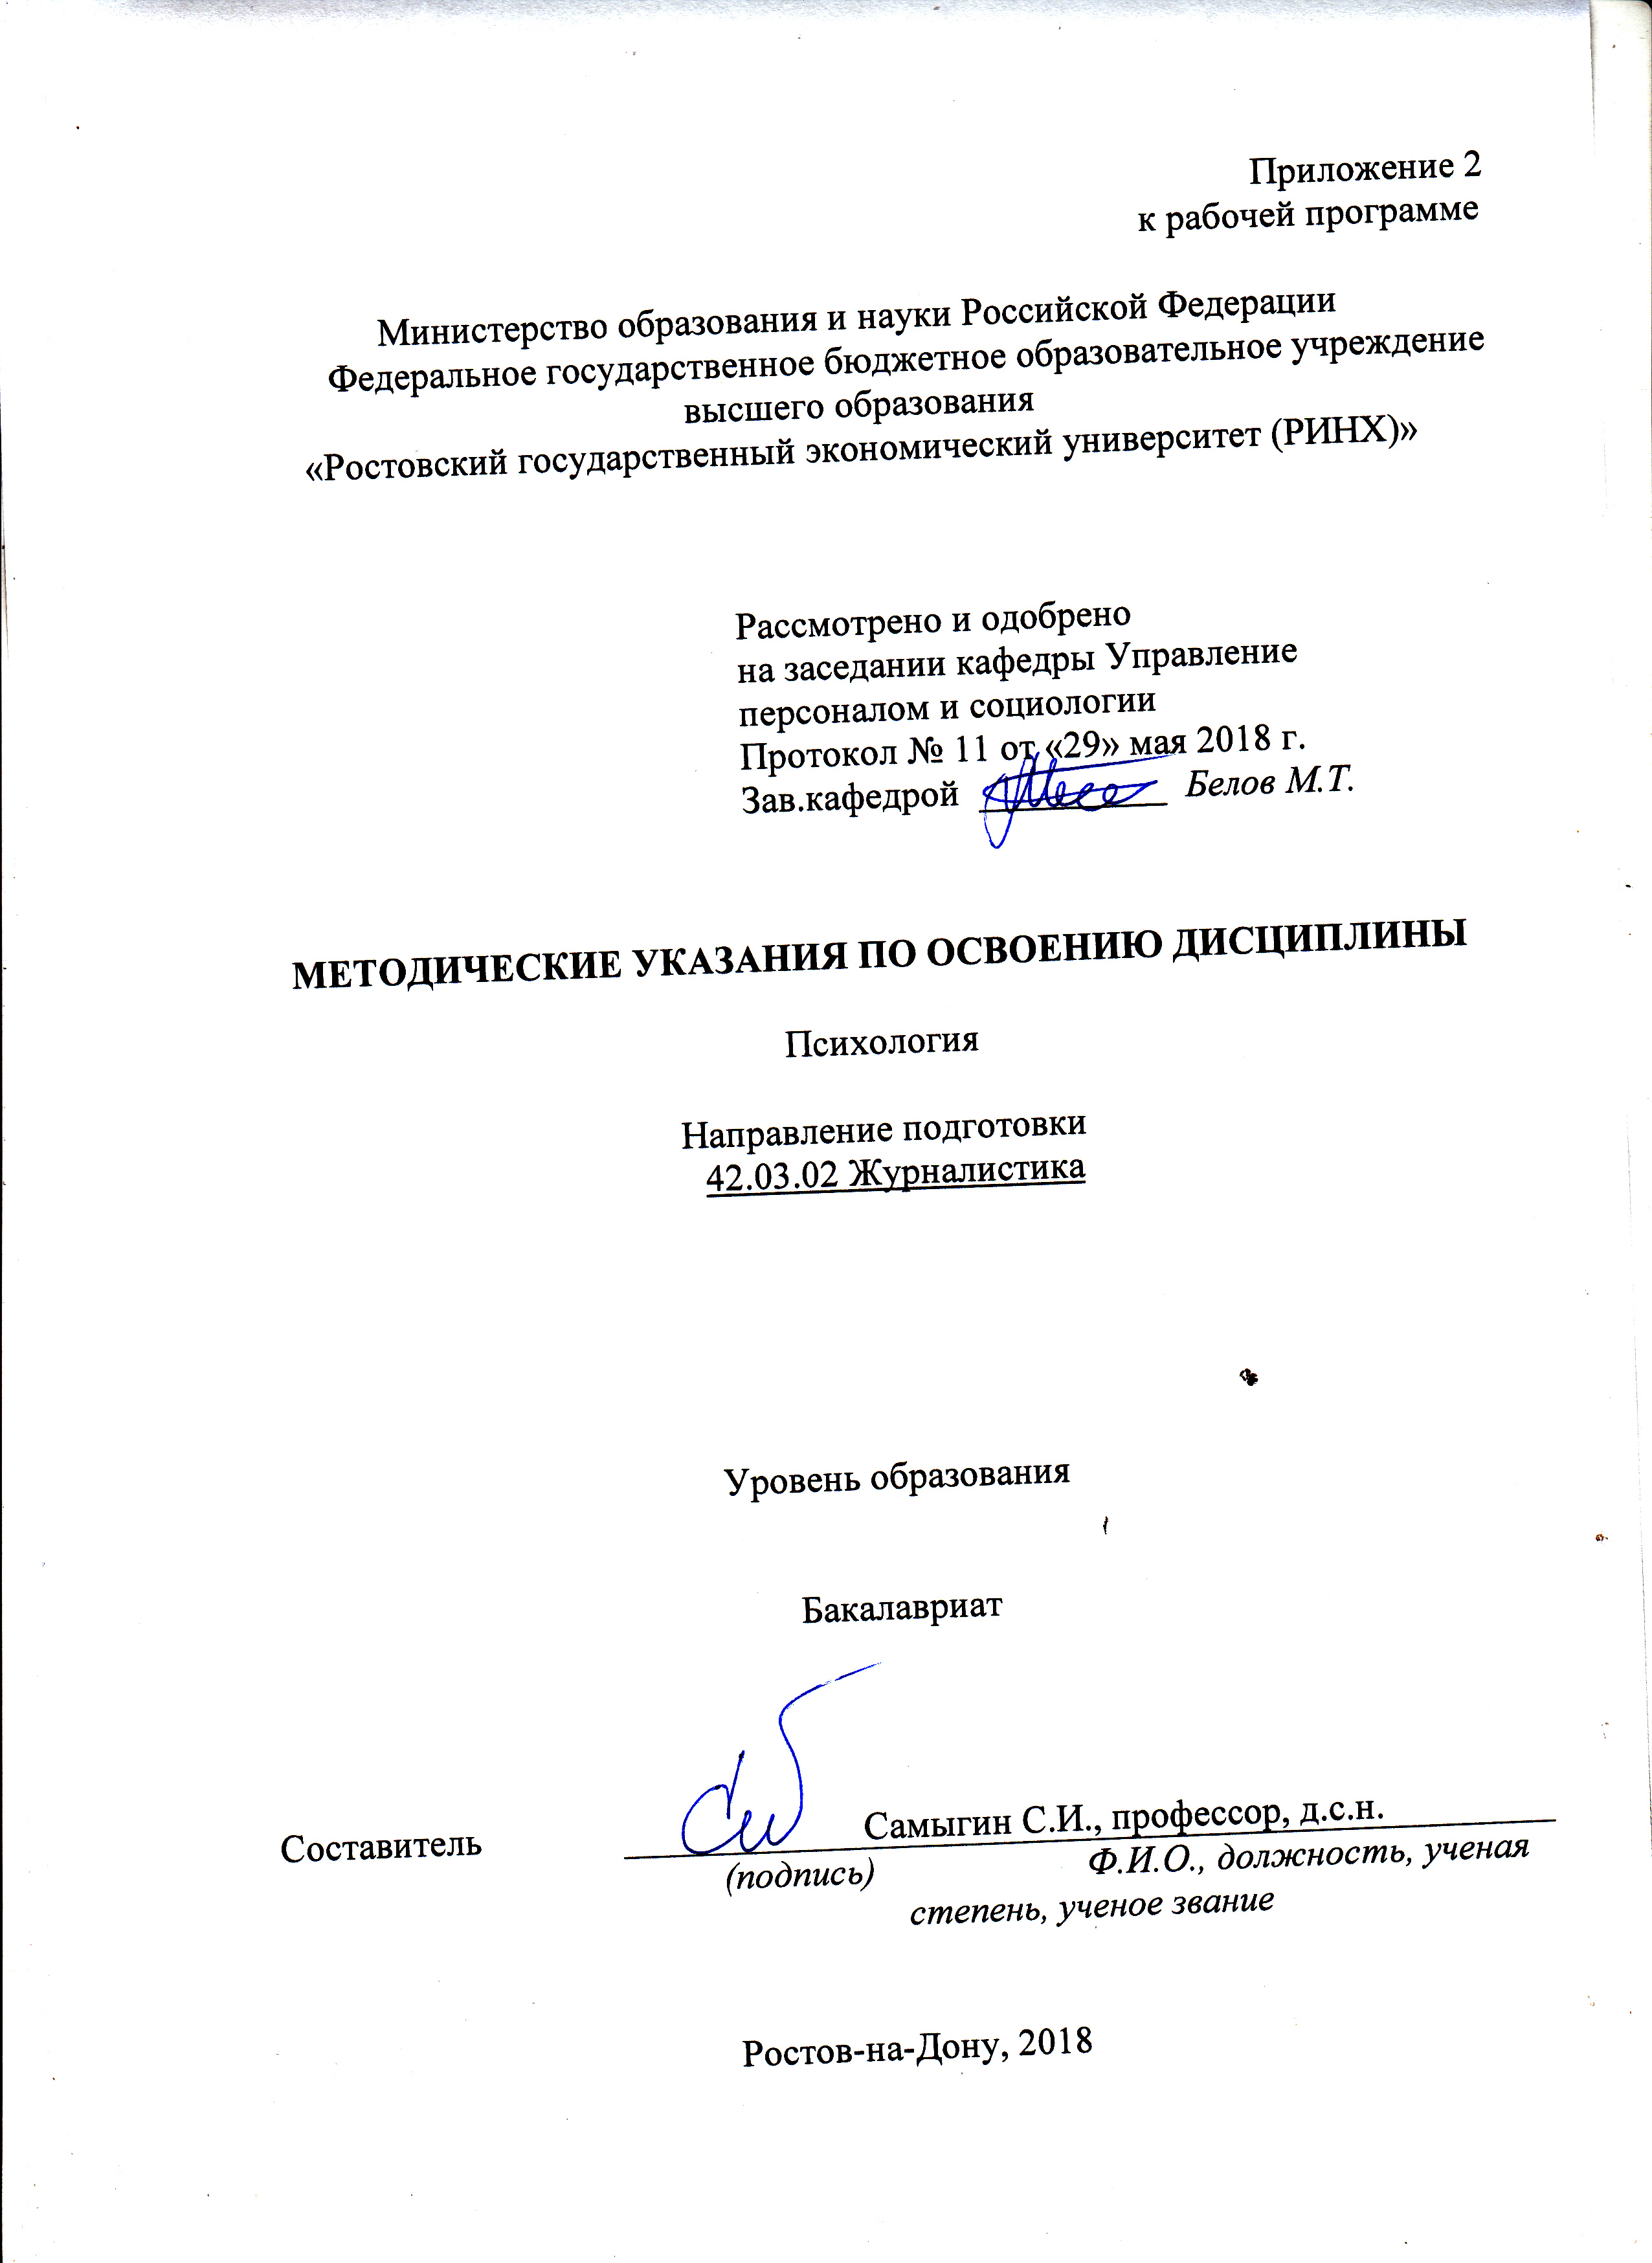 Приложение 2
к рабочей программе
Министерство образования и науки Российской Федерации
Федеральное государственное бюджетное образовательное учреждение
высшего образования
«Ростовский государственный экономический университет (РИНХ)»
Рассмотрено и одобрено
на заседании кафедры Управление
персоналом и социологии
Протокол № 11 от «29» мая 2018 г.
Зав.кафедрой Белов М.Т.
МЕТОДИЧЕСКИЕ УКАЗАНИЯ ПО ОСВОЕНИЮ ДИСЦИПЛИНЫ
Психология
Направление подготовки
42.03.02 Журналистика
Уровень образования
Бакалавриат
Составитель Самыгин С.И., профессор, д.с.н.
(подпись) Ф.И.О., должность, ученая
степень, ученое звание
Ростов-на-Дону, 2018